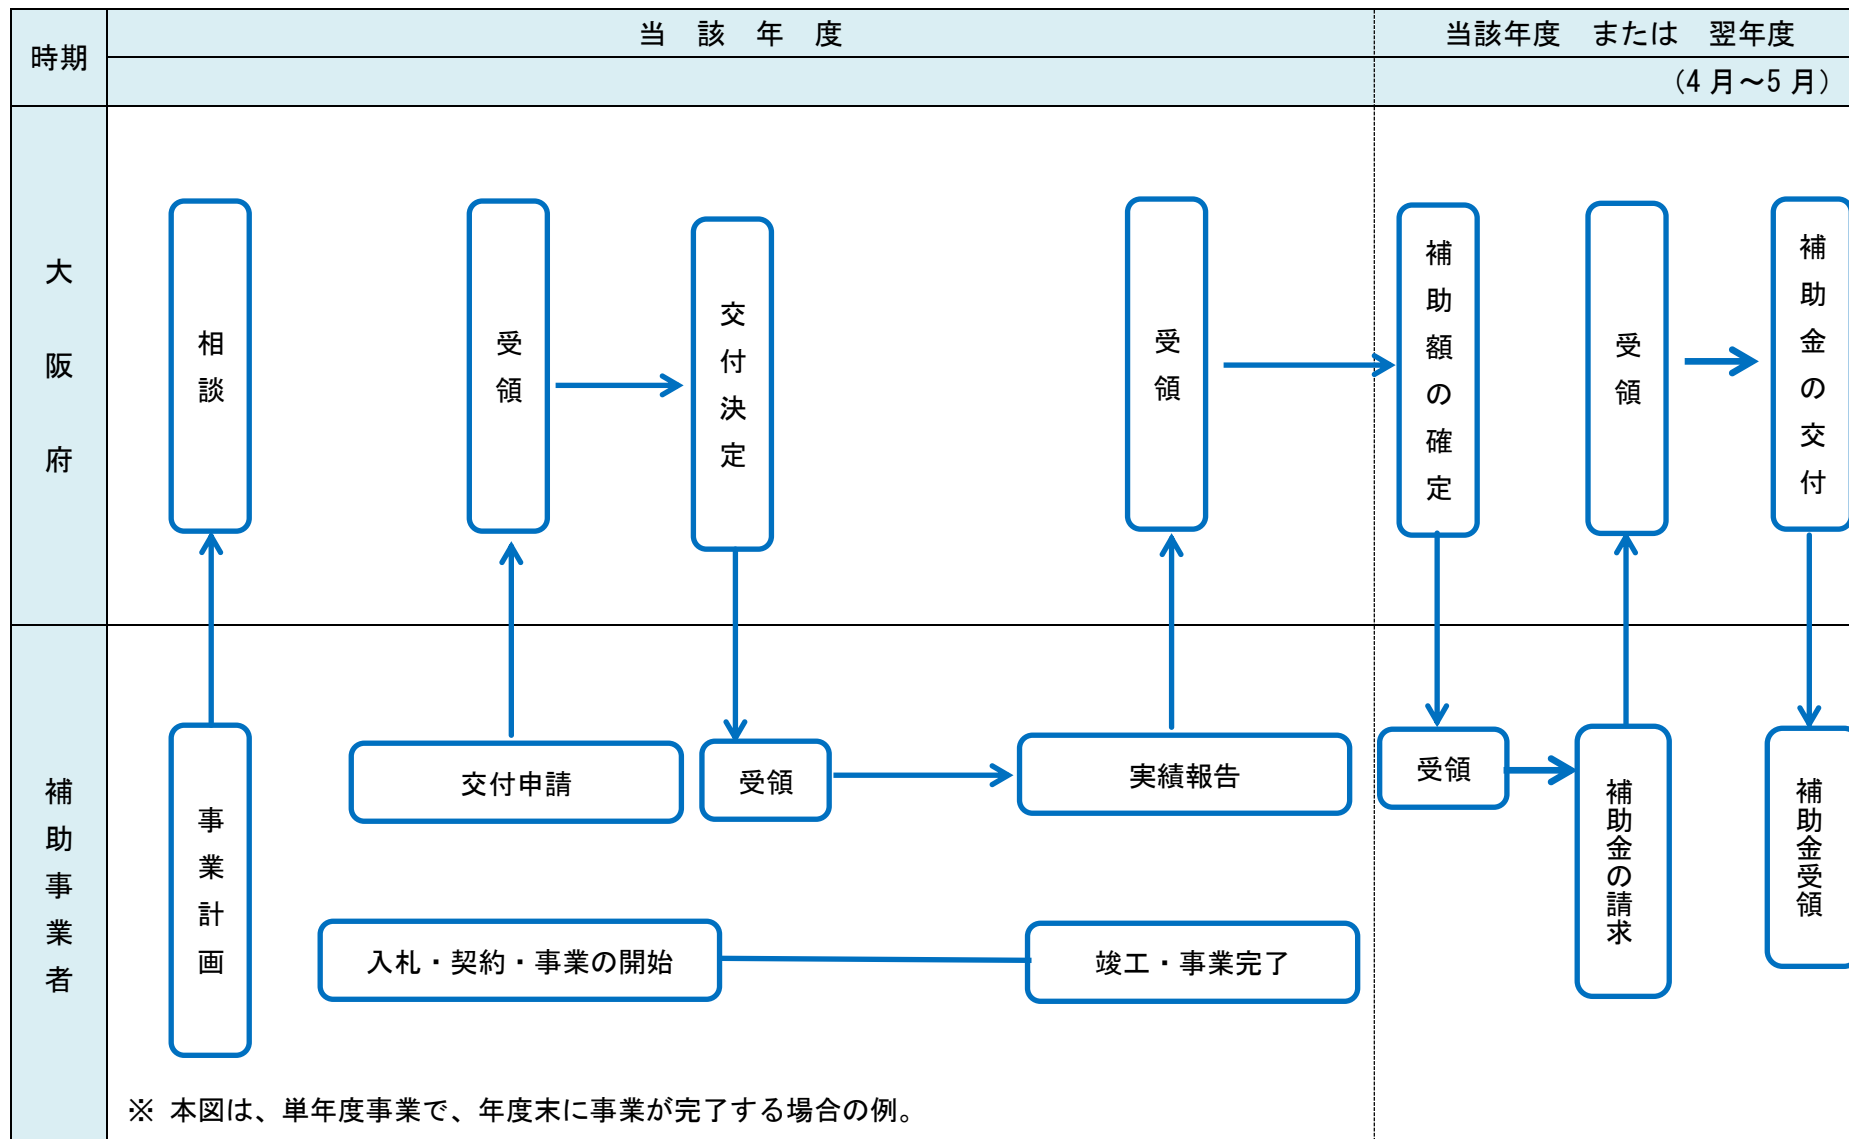 時期
当該年度
当該年度 または 翌年度
(4月～5月)
大阪府
相談
受領
交付決定
受領
補助額の確定
受領
補助金の交付
補助事業者
事業計画
交付申請
受領
実績報告
受領
補助金の請求
補助金受領
入札・契約・事業の開始
竣工・事業完了
※ 本図は、単年度事業で、年度末に事業が完了する場合の例。